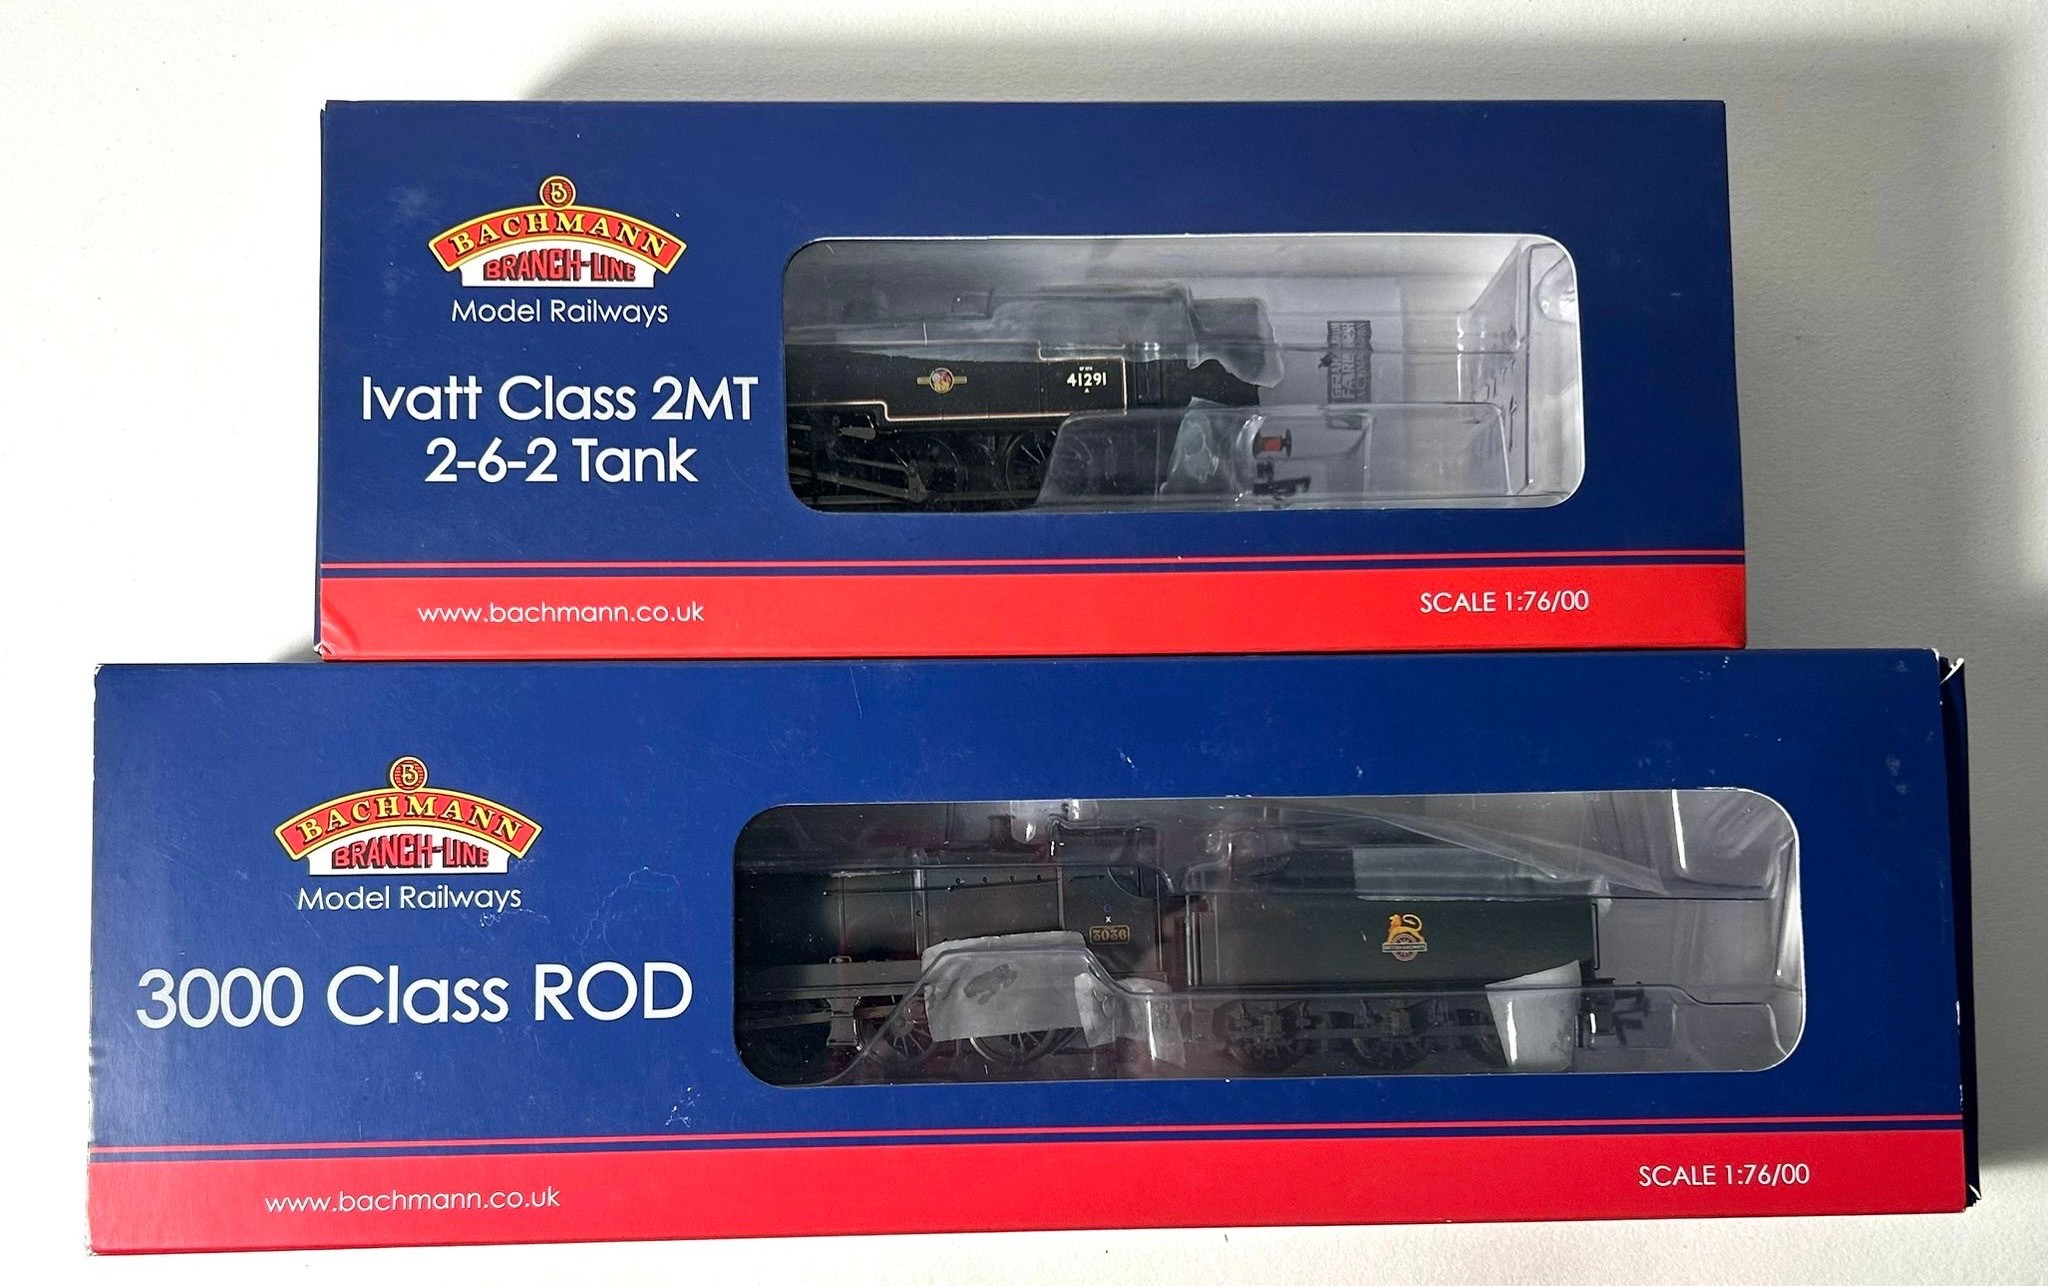 B
BACHMANN
BRANCH-LINE
Model Railways
Ivatt Class 2MT
2-6-2 Tank
41291
www.bachmann.co.uk
SCALE 1:76/00
B
BACHMANN
BRANCH-LINE
Model Railways
3000 Class ROD
X
3036
www.bachmann.co.uk
SCALE 1:76/00